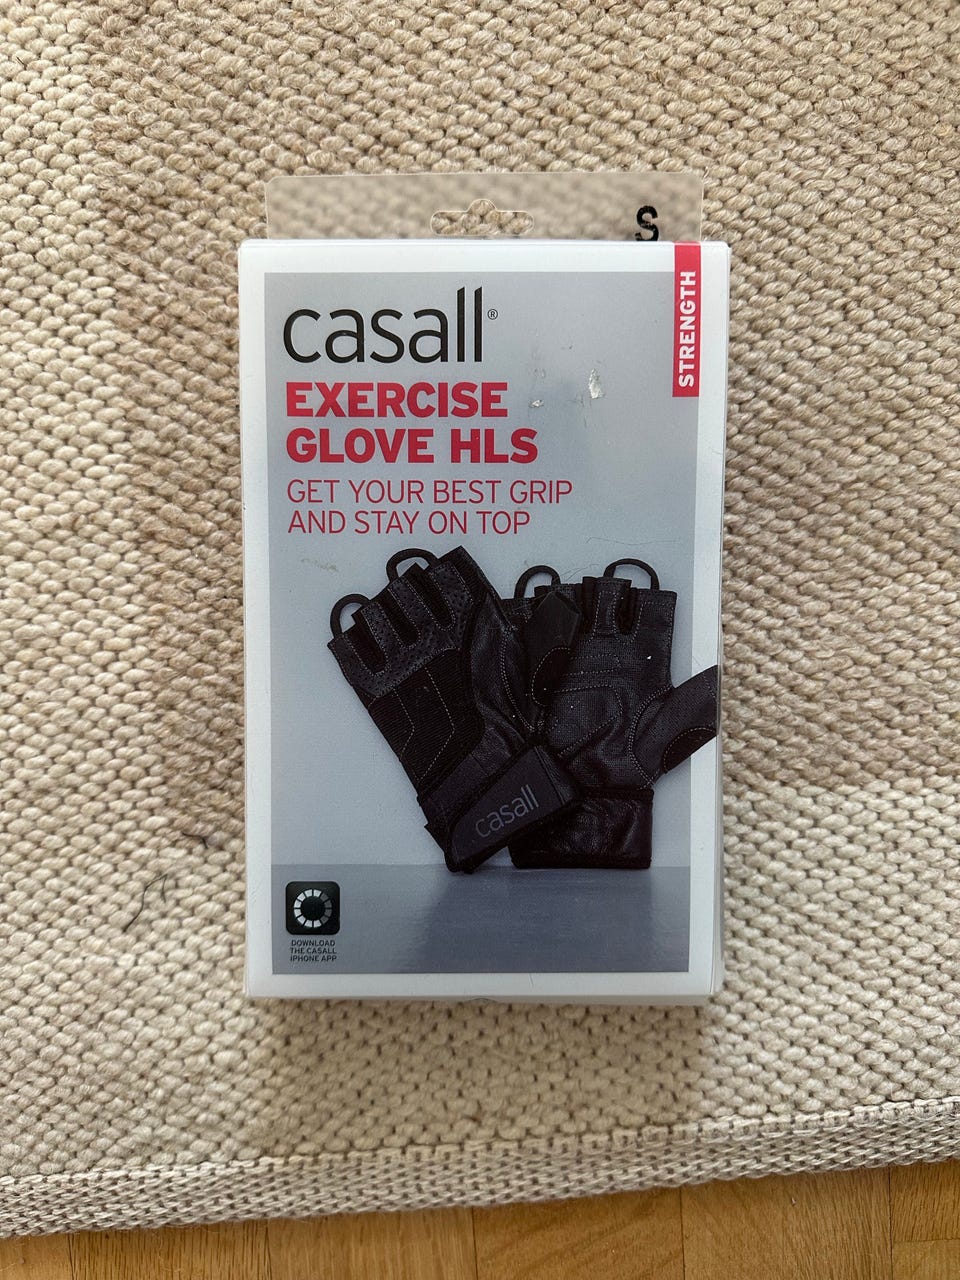 S
STRENGTH
casall®
EXERCISE
GLOVE HLS
GET YOUR BEST GRIP
AND STAY ON TOP
casall
DOWNLOAD
THE CASALL
IPHONE APP